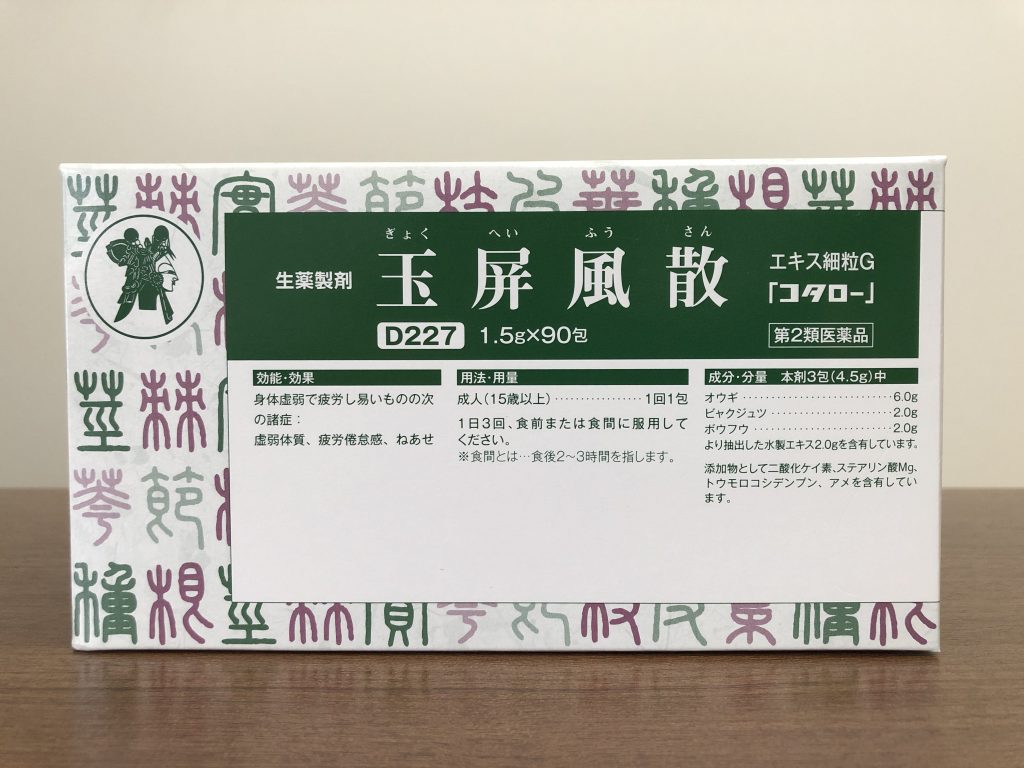 ぎょく へい ふう さん
生薬製剤 玉屏風散 エキス細粒G
「コタロー」
D227 1.5g×90包 第2類医薬品
効能・効果
身体虚弱で疲労し易いものの次
の諸症：
虚弱体質、疲労倦怠感、ねあせ
用法・用量
成人（15歳以上）‥‥‥‥‥‥1回1包
1日3回、食前または食間に服用して
ください。
※食間とは…食後2〜3時間を指します。
成分・分量 本剤3包（4.5g）中
オウギ‥‥‥‥‥‥‥‥‥‥‥‥6.0g
ビャクジュツ‥‥‥‥‥‥‥‥‥2.0g
ボウフウ‥‥‥‥‥‥‥‥‥‥‥2.0g
より抽出した水製エキス2.0gを含有しています。
添加物として二酸化ケイ素、ステアリン酸Mg、
トウモロコシデンプン、アメを含有してい
ます。